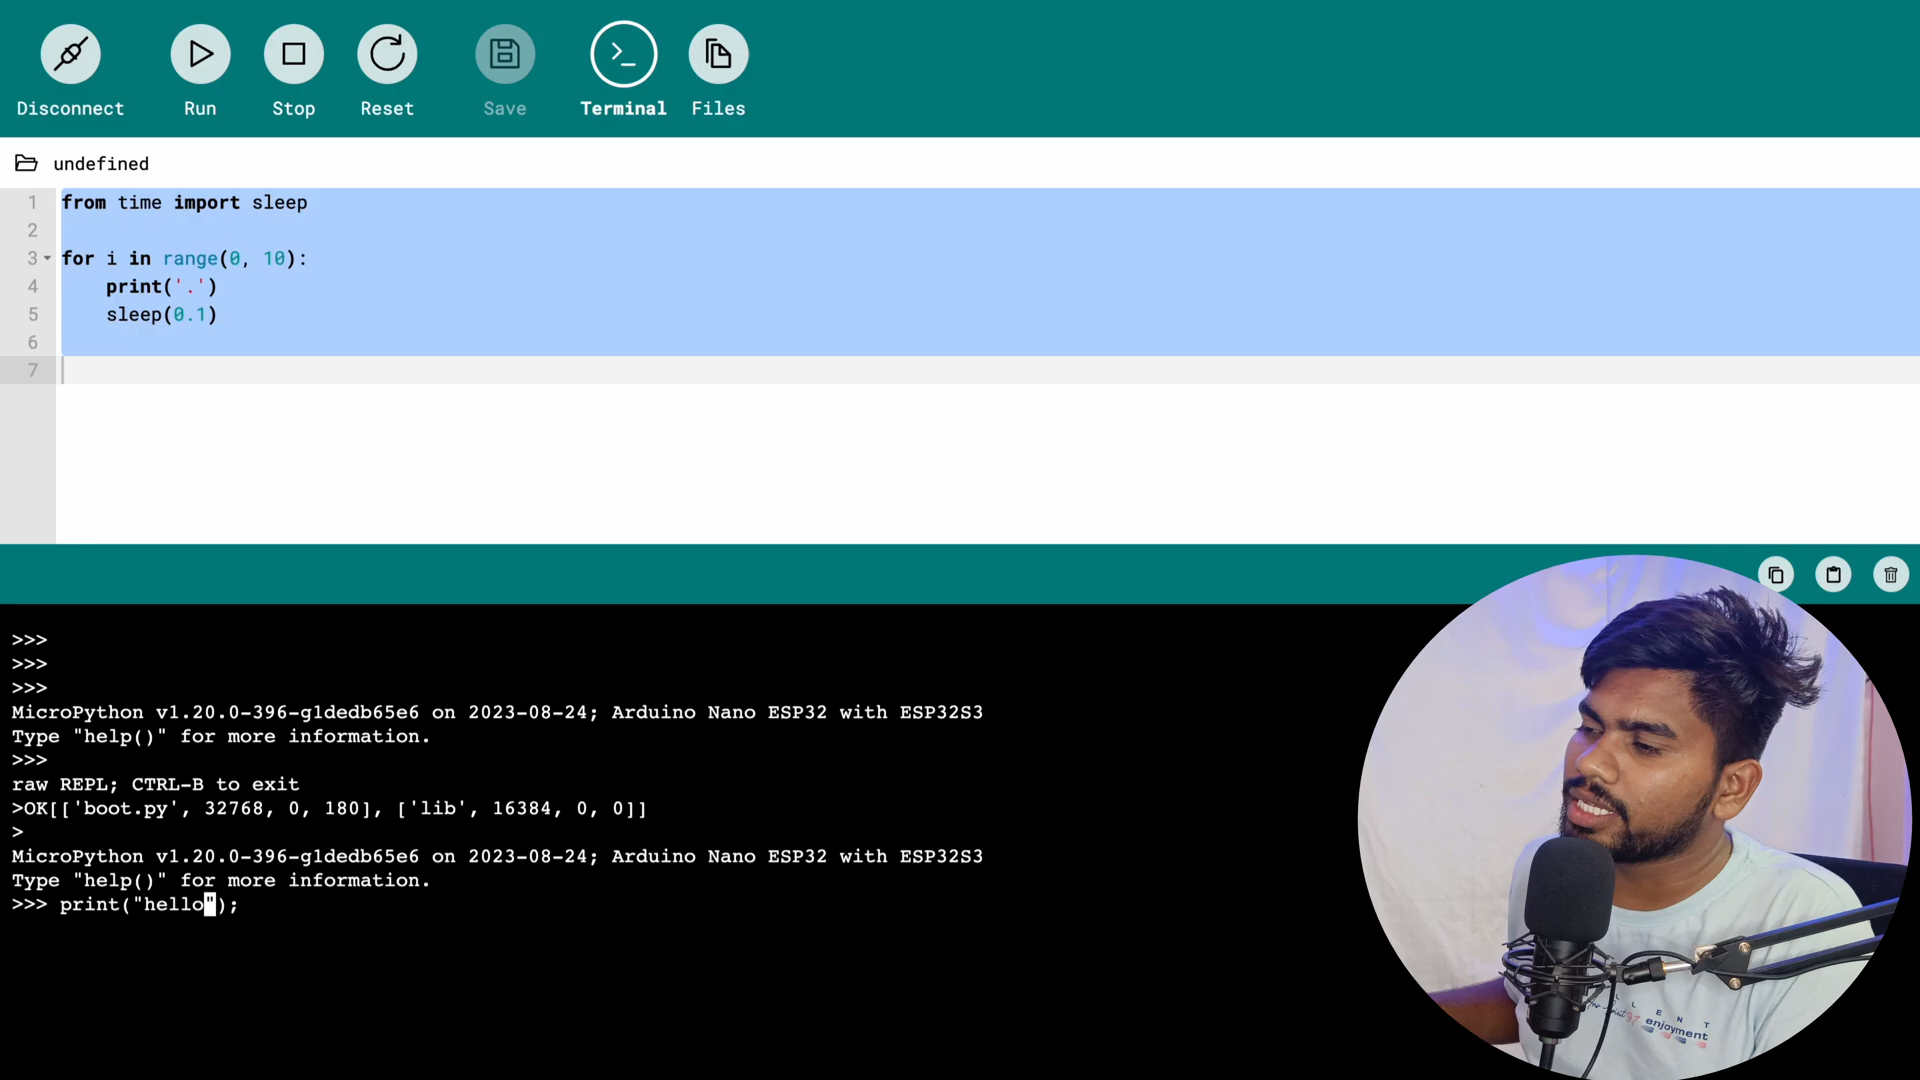 Disconnect Run Stop Reset Save Terminal Files
undefined
1 from time import sleep
2
3 for i in range(0, 10):
4     print('.')
5     sleep(0.1)
6
7
>>>
>>>
>>>
MicroPython v1.20.0-396-g1dedb65e6 on 2023-08-24; Arduino Nano ESP32 with ESP32S3
Type "help()" for more information.
>>>
raw REPL; CTRL-B to exit
>OK[['boot.py', 32768, 0, 180], ['lib', 16384, 0, 0]]
>
MicroPython v1.20.0-396-g1dedb65e6 on 2023-08-24; Arduino Nano ESP32 with ESP32S3
Type "help()" for more information.
>>> print("hello");
L E N T
97
enjoyment